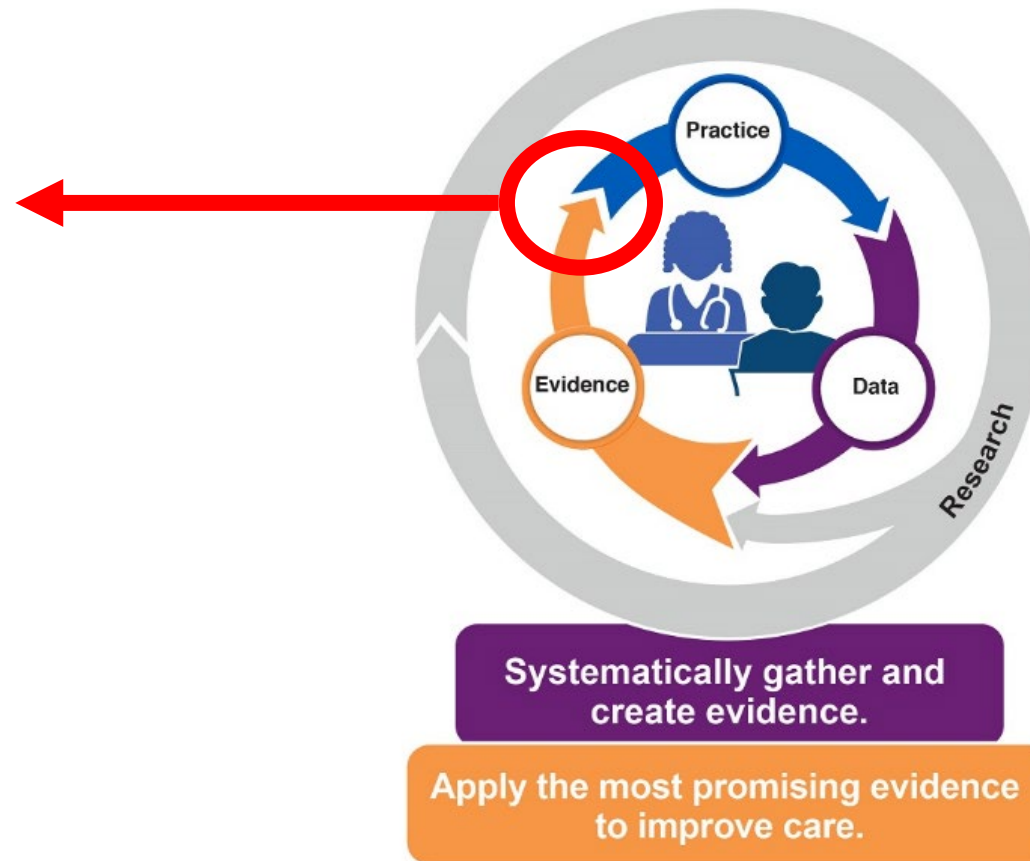 Practice
Evidence
Data
Research
Systematically gather and
create evidence.
Apply the most promising evidence
to improve care.